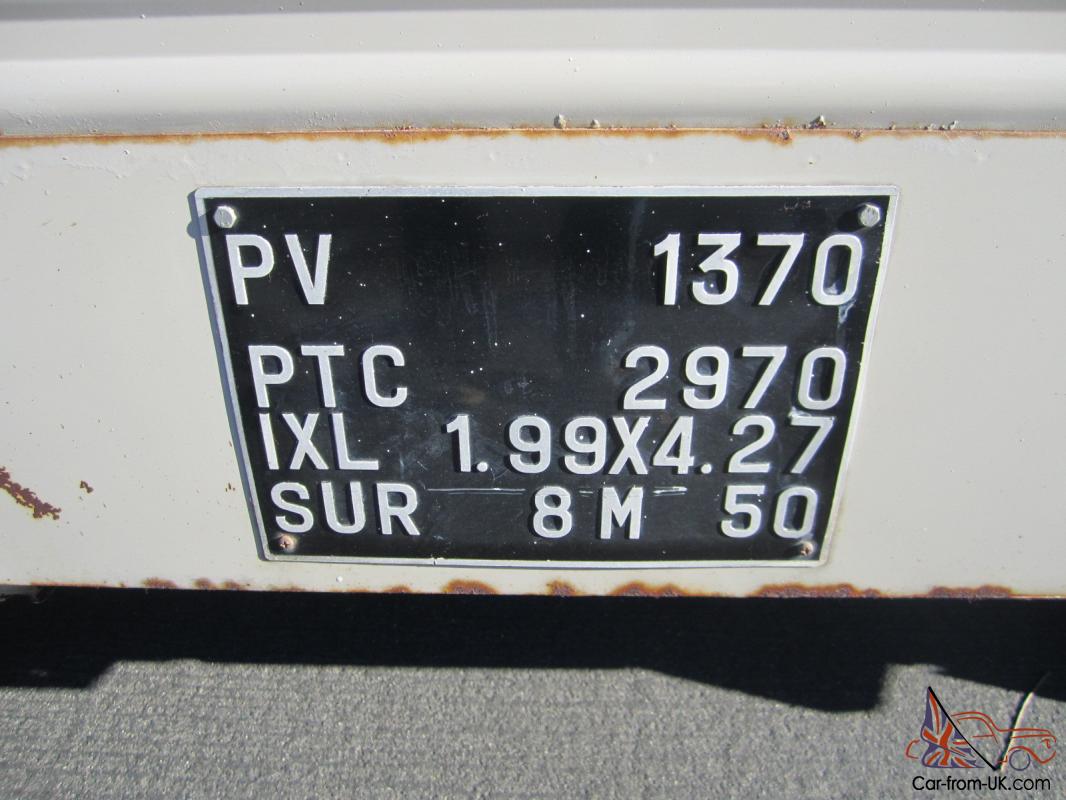 PV 1370
PTC 2970
IXL 1.99X4.27
SUR 8M 50
Car-from-UK.com